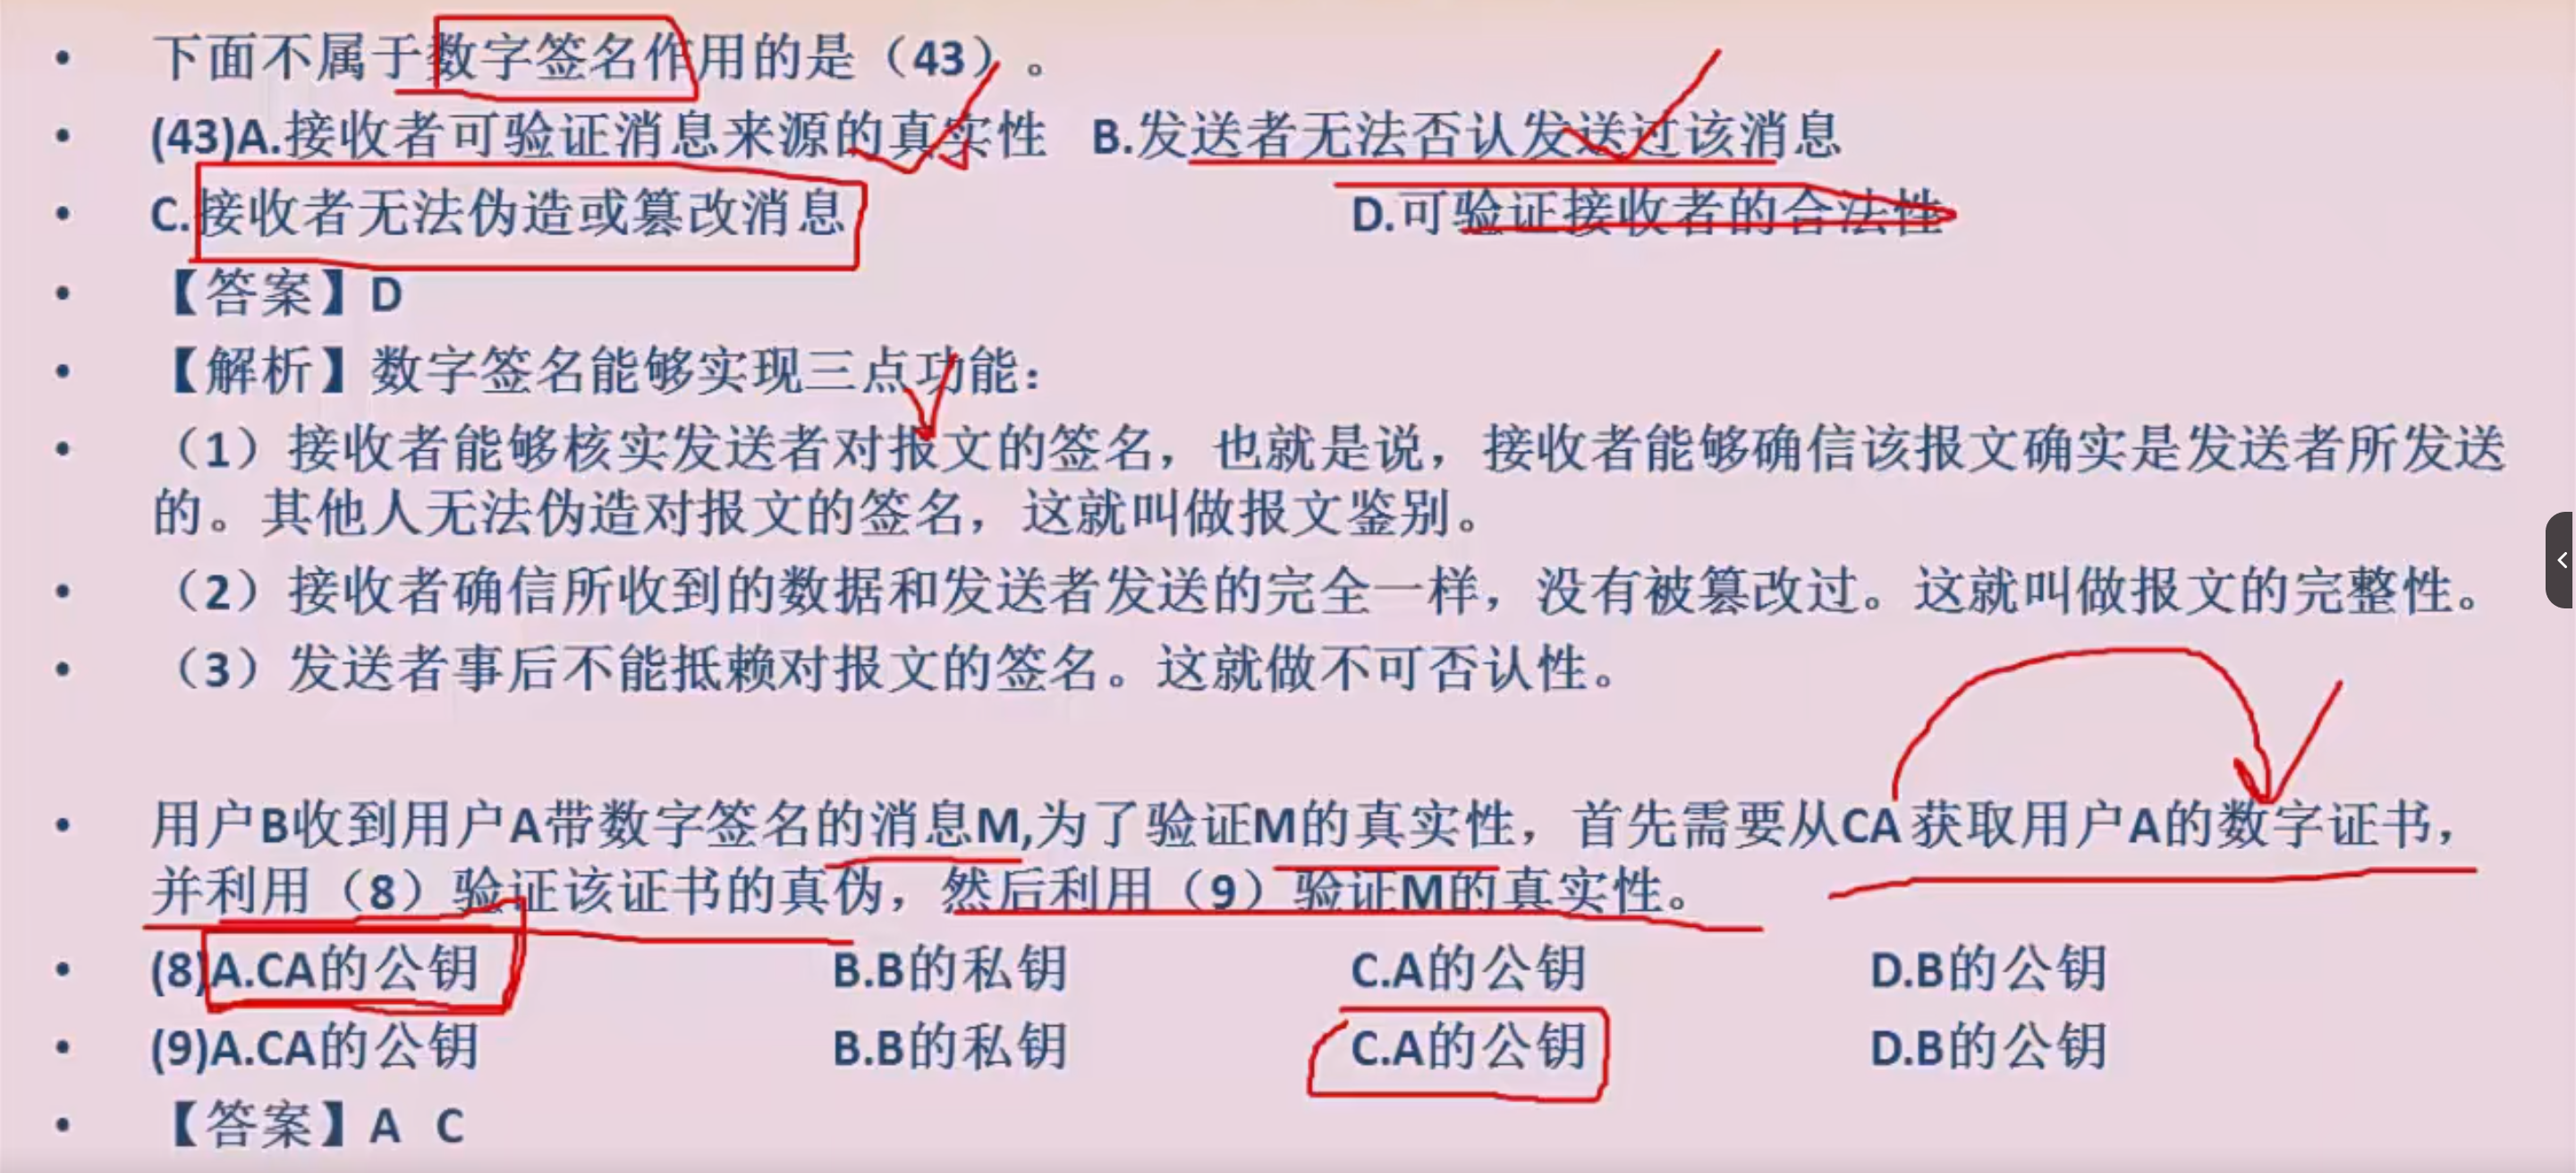 • 下面不属于数字签名作用的是（43）。
• (43)A.接收者可验证消息来源的真实性 B.发送者无法否认发送过该消息
• C.接收者无法伪造或篡改消息 D.可验证接收者的合法性
• 【答案】D
• 【解析】数字签名能够实现三点功能：
• （1）接收者能够核实发送者对报文的签名，也就是说，接收者能够确信该报文确实是发送者所发送
的。其他人无法伪造对报文的签名，这就叫做报文鉴别。
• （2）接收者确信所收到的数据和发送者发送的完全一样，没有被篡改过。这就叫做报文的完整性。
• （3）发送者事后不能抵赖对报文的签名。这就做不可否认性。
• 用户B收到用户A带数字签名的消息M,为了验证M的真实性，首先需要从CA获取用户A的数字证书，
并利用（8）验证该证书的真伪，然后利用（9）验证M的真实性。
• (8)A.CA的公钥 B.B的私钥 C.A的公钥 D.B的公钥
• (9)A.CA的公钥 B.B的私钥 C.A的公钥 D.B的公钥
• 【答案】A C